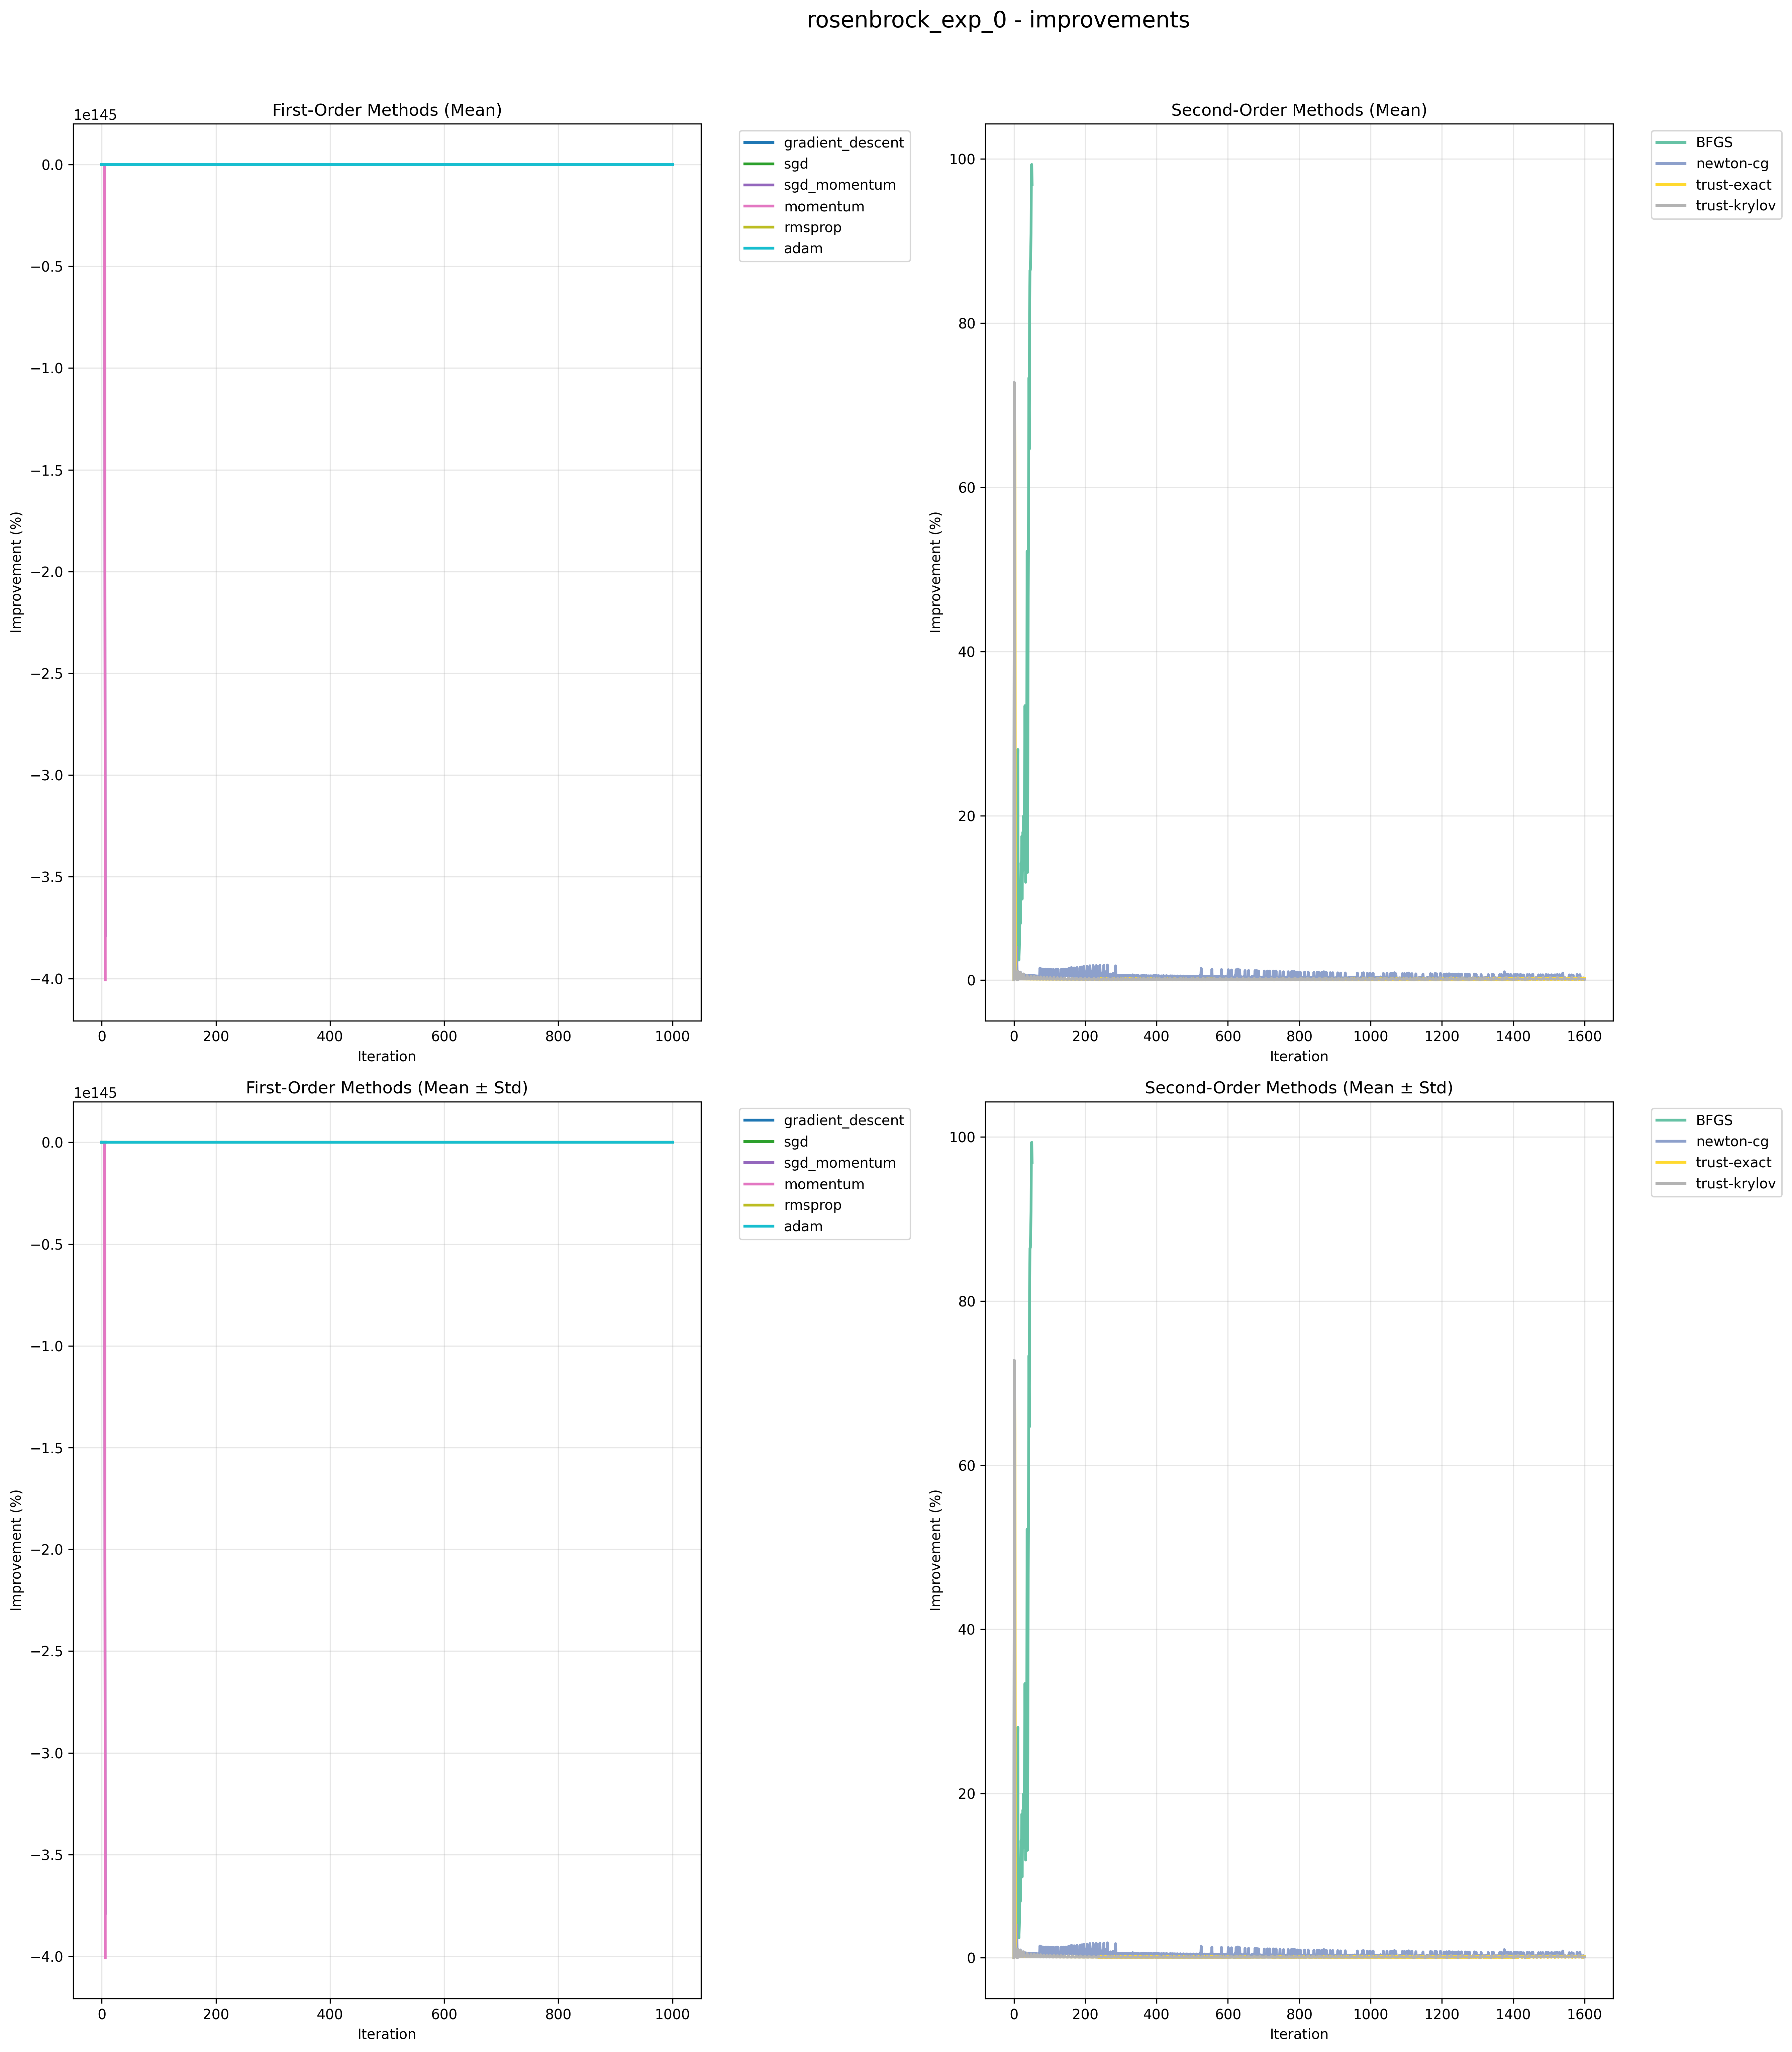 rosenbrock_exp_0 - improvements
First-Order Methods (Mean)
1e145
0.0
−0.5
−1.0
−1.5
−2.0
−2.5
−3.0
−3.5
−4.0
Improvement (%)
0 200 400 600 800 1000
Iteration
gradient_descent
sgd
sgd_momentum
momentum
rmsprop
adam
Second-Order Methods (Mean)
100
80
60
40
20
0
Improvement (%)
0 200 400 600 800 1000 1200 1400 1600
Iteration
BFGS
newton-cg
trust-exact
trust-krylov
First-Order Methods (Mean ± Std)
1e145
0.0
−0.5
−1.0
−1.5
−2.0
−2.5
−3.0
−3.5
−4.0
Improvement (%)
0 200 400 600 800 1000
Iteration
gradient_descent
sgd
sgd_momentum
momentum
rmsprop
adam
Second-Order Methods (Mean ± Std)
100
80
60
40
20
0
Improvement (%)
0 200 400 600 800 1000 1200 1400 1600
Iteration
BFGS
newton-cg
trust-exact
trust-krylov